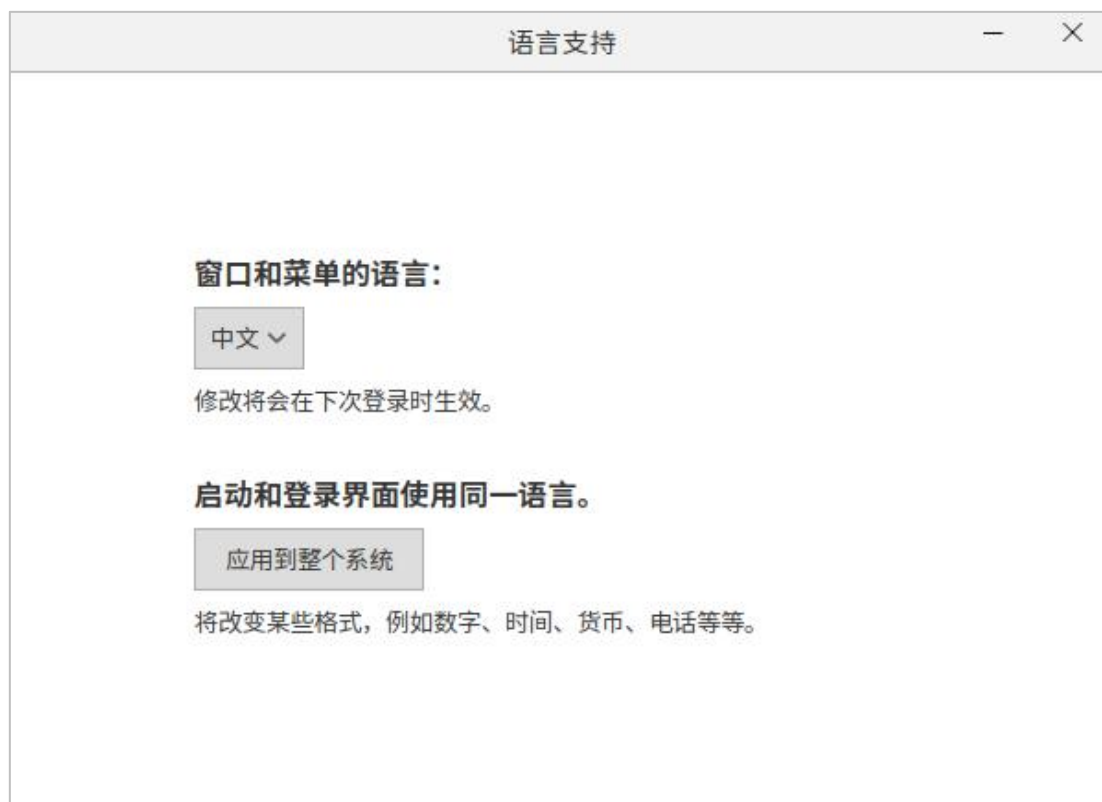 语言支持
窗口和菜单的语言：
中文
修改将会在下次登录时生效。
启动和登录界面使用同一语言。
应用到整个系统
将改变某些格式，例如数字、时间、货币、电话等等。